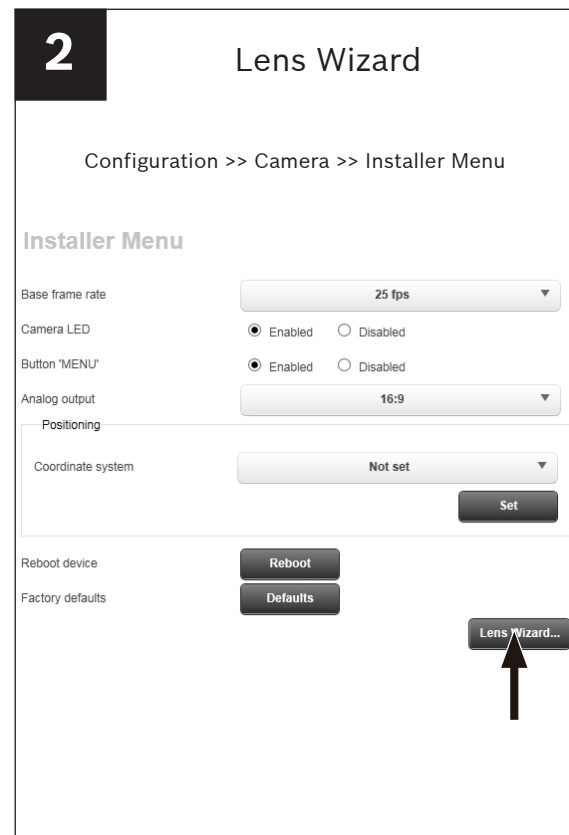 2
Lens Wizard
Configuration >> Camera >> Installer Menu
Installer Menu
Base frame rate 25 fps
Camera LED Enabled Disabled
Button 'MENU' Enabled Disabled
Analog output 16:9
Positioning
Coordinate system Not set
Set
Reboot device Reboot
Factory defaults Defaults
Lens Wizard...